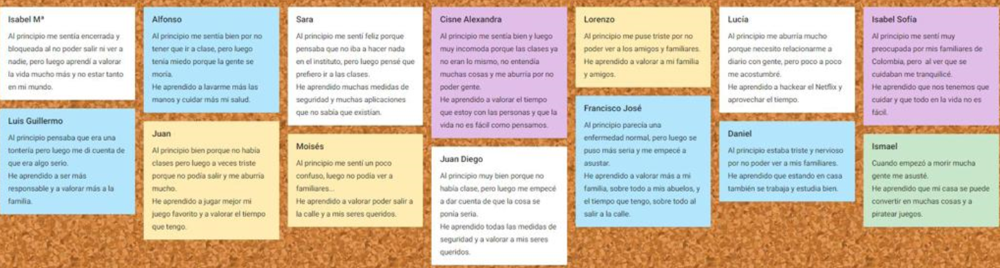 Isabel Mª
Al principio me sentía encerrada y
bloqueada al no poder salir ni ver a
nadie, pero luego aprendí a valorar
la vida mucho más y no estar tanto
en mi mundo.
Luis Guillermo
Al principio pensaba que era una
tontería pero luego me di cuenta de
que era algo serio.
He aprendido a ser más
responsable y a valorar más a la
familia.
Alfonso
Al principio me sentía bien por no
tener que ir a clase, pero luego
tenía miedo porque la gente se
moría.
He aprendido a lavarme más las
manos y cuidar más mi salud.
Juan
Al principio bien porque no había
clases pero luego a veces triste
porque no podía salir y me aburría
mucho.
He aprendido a jugar mejor mi
juego favorito y a valorar el tiempo
que tengo.
Sara
Al principio me sentí feliz porque
pensaba que no iba a hacer nada
en el instituto, pero luego pensé que
prefiero ir a las clases.
He aprendido muchas medidas de
seguridad y muchas aplicaciones
que no sabía que existían.
Moisés
Al principio me sentí un poco
confuso, luego no podía ver a
familiares...
He aprendido a valorar poder salir a
la calle y a mis seres queridos.
Cisne Alexandra
Al principio me sentía bien y luego
muy incomoda porque las clases ya
no eran lo mismo, no entendía
muchas cosas y me aburría por no
poder gente.
He aprendido a valorar el tiempo
que estoy con las personas y que la
vida no es fácil como pensamos.
Juan Diego
Al principio muy bien porque no
había clase, pero luego me empecé
a dar cuenta de que la cosa se
ponía seria.
He aprendido todas las medidas de
seguridad y a valorar a mis seres
queridos.
Lorenzo
Al principio me puse triste por no
poder ver a los amigos y familiares.
He aprendido a valorar a mi familia
y amigos.
Francisco José
Al principio parecía una
enfermedad normal, pero luego se
puso más seria y me empecé a
asustar.
He aprendido a valorar más a mi
familia, sobre todo a mis abuelos, y
el tiempo que tengo, sobre todo al
salir a la calle.
Lucía
Al principio me aburría mucho
porque necesito relacionarme a
diario con gente, pero poco a poco
me acostumbré.
He aprendido a hackear el Netflix y
aprovechar el tiempo.
Daniel
Al principio estaba triste y nervioso
por no poder ver a mis familiares.
He aprendido que estando en casa
también se trabaja y estudia bien.
Isabel Sofía
Al principio me sentí muy
preocupada por mis familiares de
Colombia, pero al ver que se
cuidaban me tranquilicé.
He aprendido que nos tenemos que
cuidar y que todo en la vida no es
fácil.
Ismael
Cuando empezó a morir mucha
gente me asusté.
He aprendido que mi casa se puede
convertir en muchas cosas y a
piratear juegos.